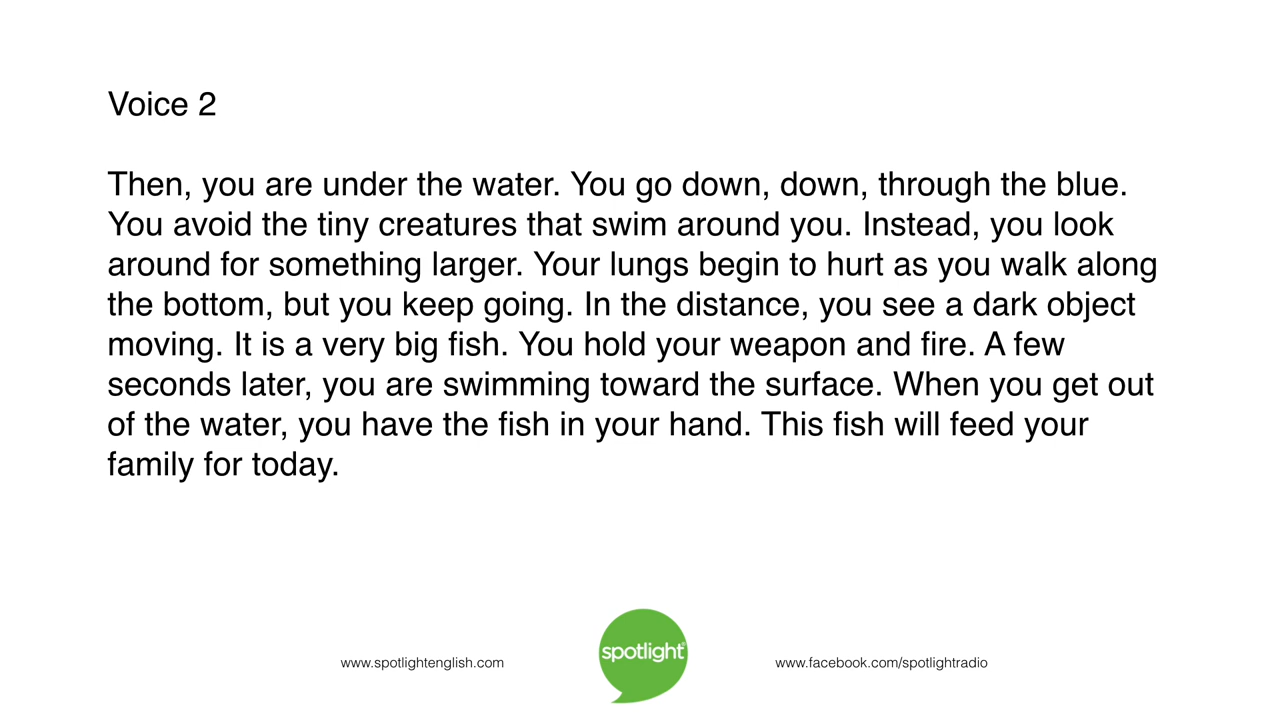 Voice 2
Then, you are under the water. You go down, down, through the blue.
You avoid the tiny creatures that swim around you. Instead, you look
around for something larger. Your lungs begin to hurt as you walk along
the bottom, but you keep going. In the distance, you see a dark object
moving. It is a very big fish. You hold your weapon and fire. A few
seconds later, you are swimming toward the surface. When you get out
of the water, you have the fish in your hand. This fish will feed your
family for today.
www.spotlightenglish.com
spotlight®
www.facebook.com/spotlightradio